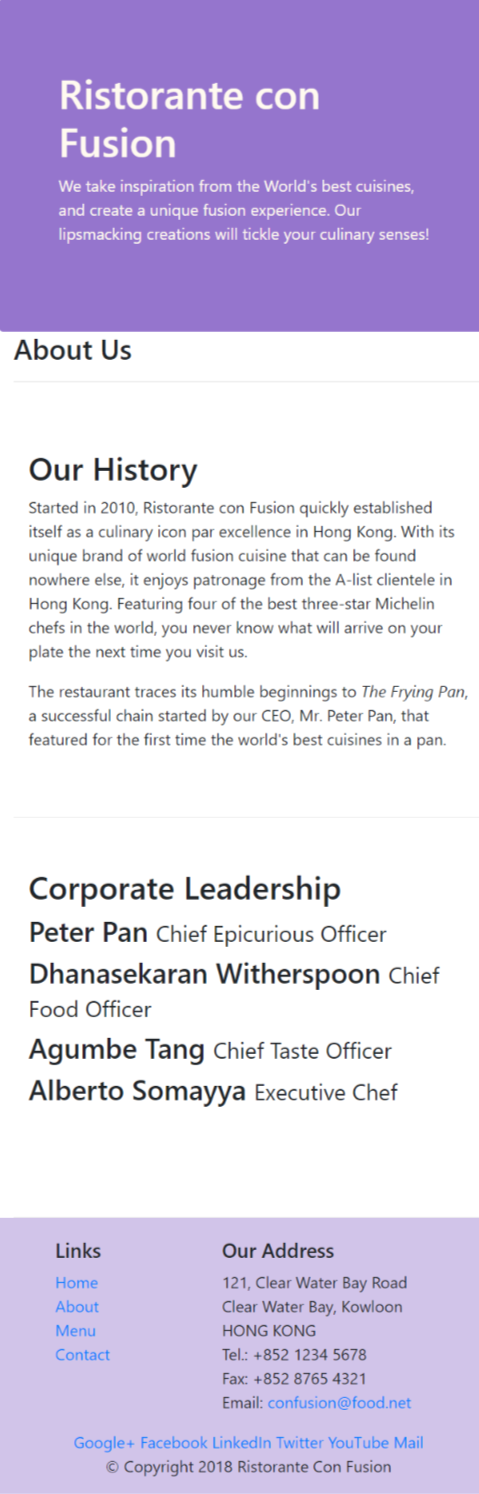 Ristorante con
Fusion
We take inspiration from the World's best cuisines,
and create a unique fusion experience. Our
lipsmacking creations will tickle your culinary senses!
About Us
Our History
Started in 2010, Ristorante con Fusion quickly established
itself as a culinary icon par excellence in Hong Kong. With its
unique brand of world fusion cuisine that can be found
nowhere else, it enjoys patronage from the A-list clientele in
Hong Kong. Featuring four of the best three-star Michelin
chefs in the world, you never know what will arrive on your
plate the next time you visit us.
The restaurant traces its humble beginnings to The Frying Pan,
a successful chain started by our CEO, Mr. Peter Pan, that
featured for the first time the world's best cuisines in a pan.
Corporate Leadership
Peter Pan Chief Epicurious Officer
Dhanasekaran Witherspoon Chief
Food Officer
Agumbe Tang Chief Taste Officer
Alberto Somayya Executive Chef
Links
Home
About
Menu
Contact
Our Address
121, Clear Water Bay Road
Clear Water Bay, Kowloon
HONG KONG
Tel.: +852 1234 5678
Fax: +852 8765 4321
Email: confusion@food.net
Google+ Facebook LinkedIn Twitter YouTube Mail
© Copyright 2018 Ristorante Con Fusion